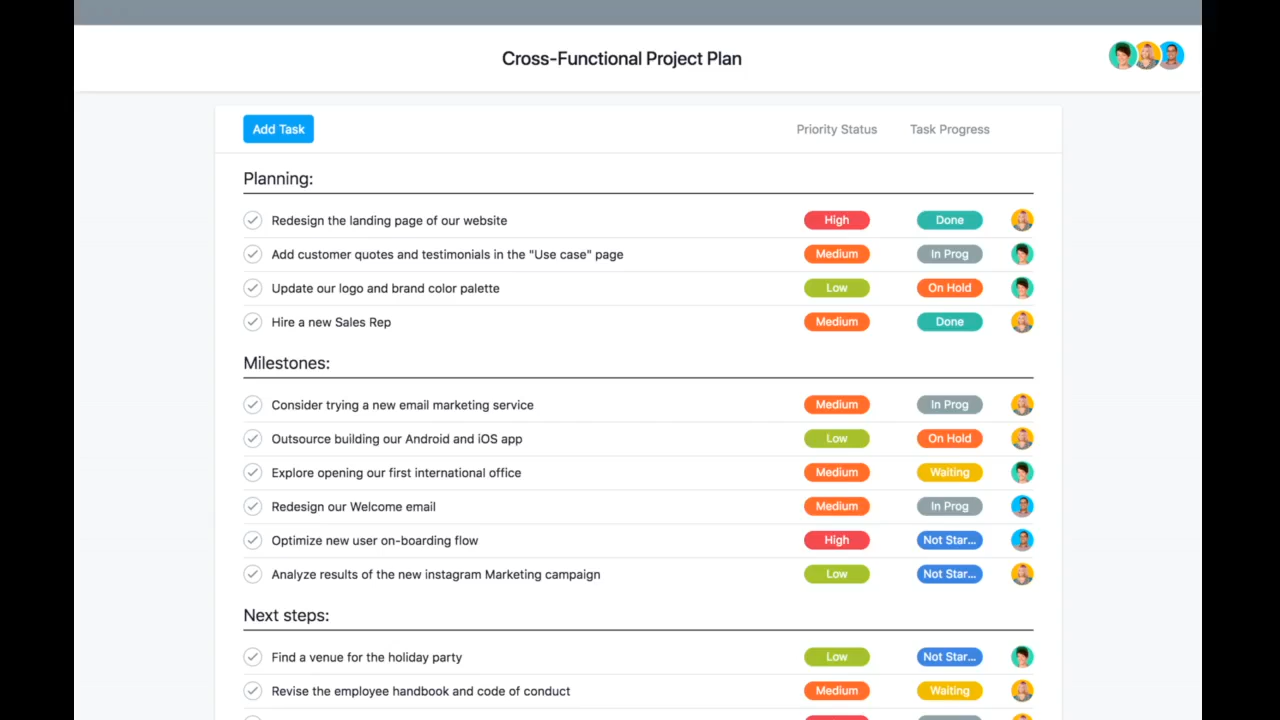 Cross-Functional Project Plan
Add Task Priority Status Task Progress
Planning:
Redesign the landing page of our website High Done
Add customer quotes and testimonials in the "Use case" page Medium In Prog
Update our logo and brand color palette Low On Hold
Hire a new Sales Rep Medium Done
Milestones:
Consider trying a new email marketing service Medium In Prog
Outsource building our Android and iOS app Low On Hold
Explore opening our first international office Medium Waiting
Redesign our Welcome email Medium In Prog
Optimize new user on-boarding flow High Not Star...
Analyze results of the new instagram Marketing campaign Low Not Star...
Next steps:
Find a venue for the holiday party Low Not Star...
Revise the employee handbook and code of conduct Medium Waiting